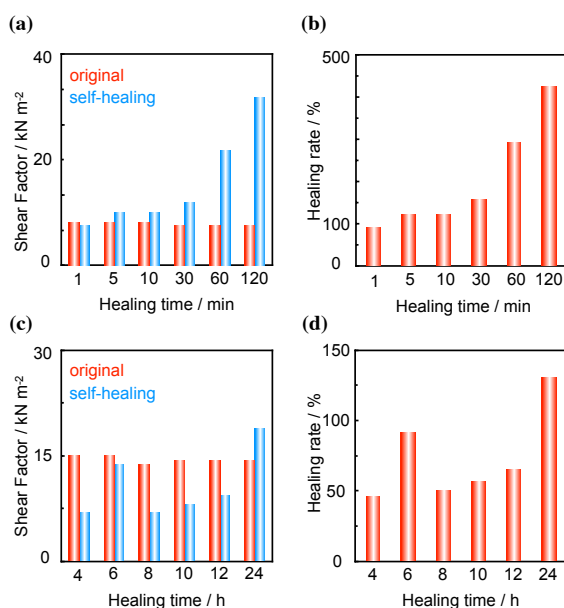 (a)
40
20
0
Shear Factor / kN m-2
original
self-healing
1 5 10 30 60 120
Healing time / min
(b)
500
100
0
Healing rate / %
1 5 10 30 60 120
Healing time / min
(c)
30
15
0
Shear Factor / kN m-2
original
self-healing
4 6 8 10 12 24
Healing time / h
(d)
150
100
50
0
Healing rate / %
4 6 8 10 12 24
Healing time / h